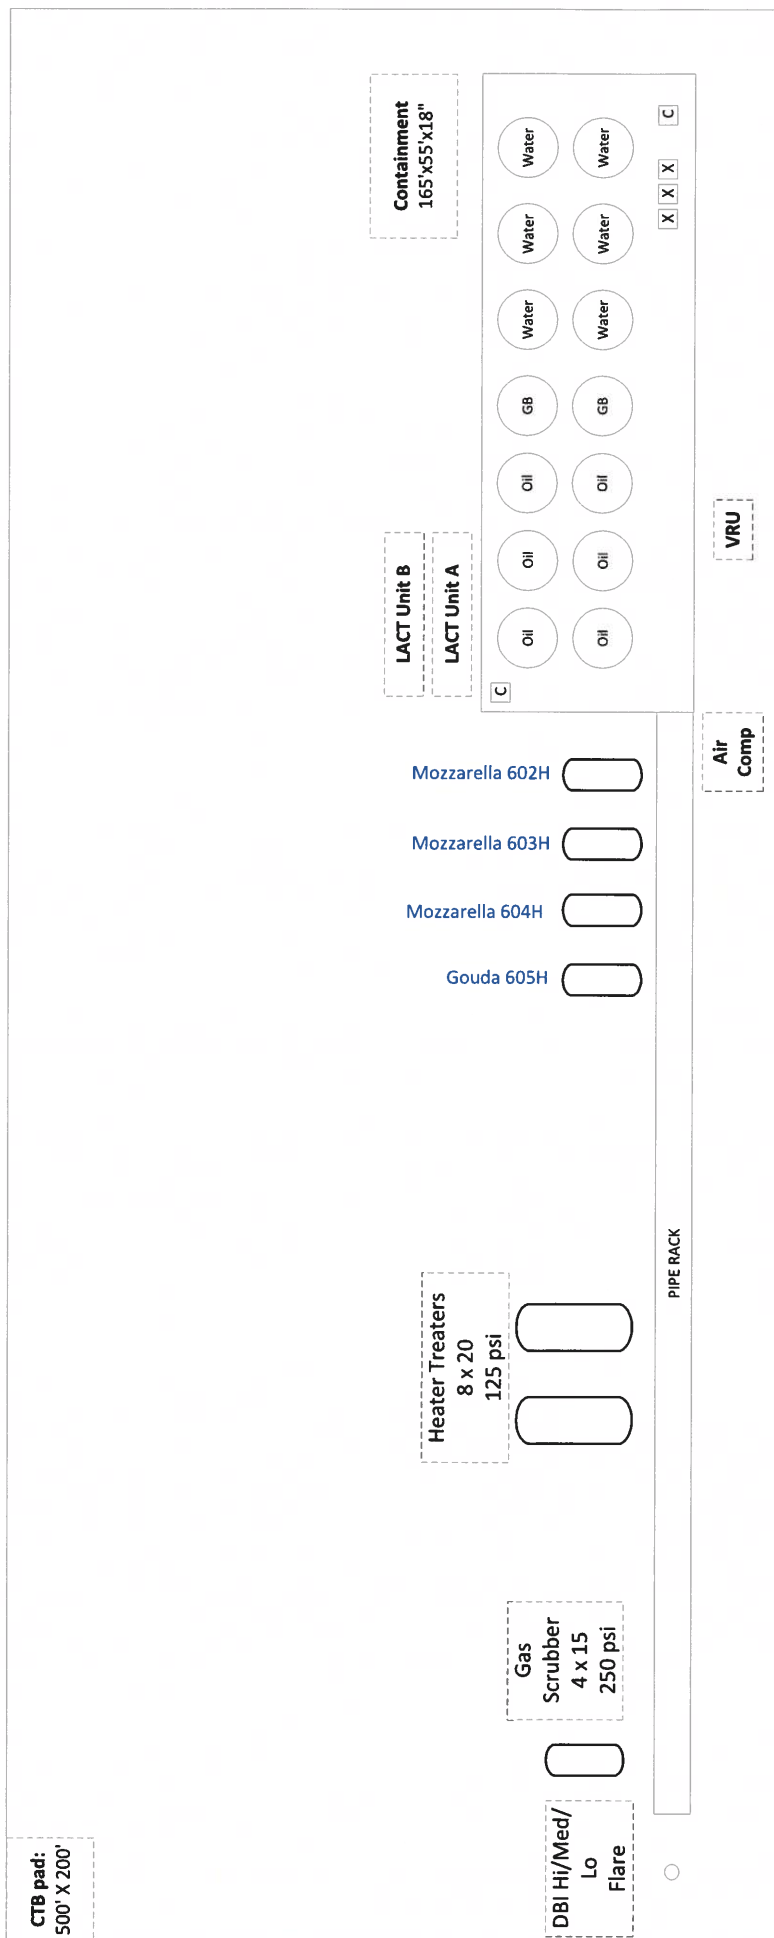 Containment
165'x55'x18"
Water
Water
C
Water
Water
X
X
X
Water
Water
GB
GB
Oil
Oil
LACT Unit B
LACT Unit A
Oil
Oil
VRU
Oil
Oil
C
Air
Comp
Mozzarella 602H
Mozzarella 603H
Mozzarella 604H
Gouda 605H
PIPE RACK
Heater Treaters
8 x 20
125 psi
Gas
Scrubber
4 x 15
250 psi
CTB pad:
500' X 200'
DBI Hi/Med/
Lo
Flare